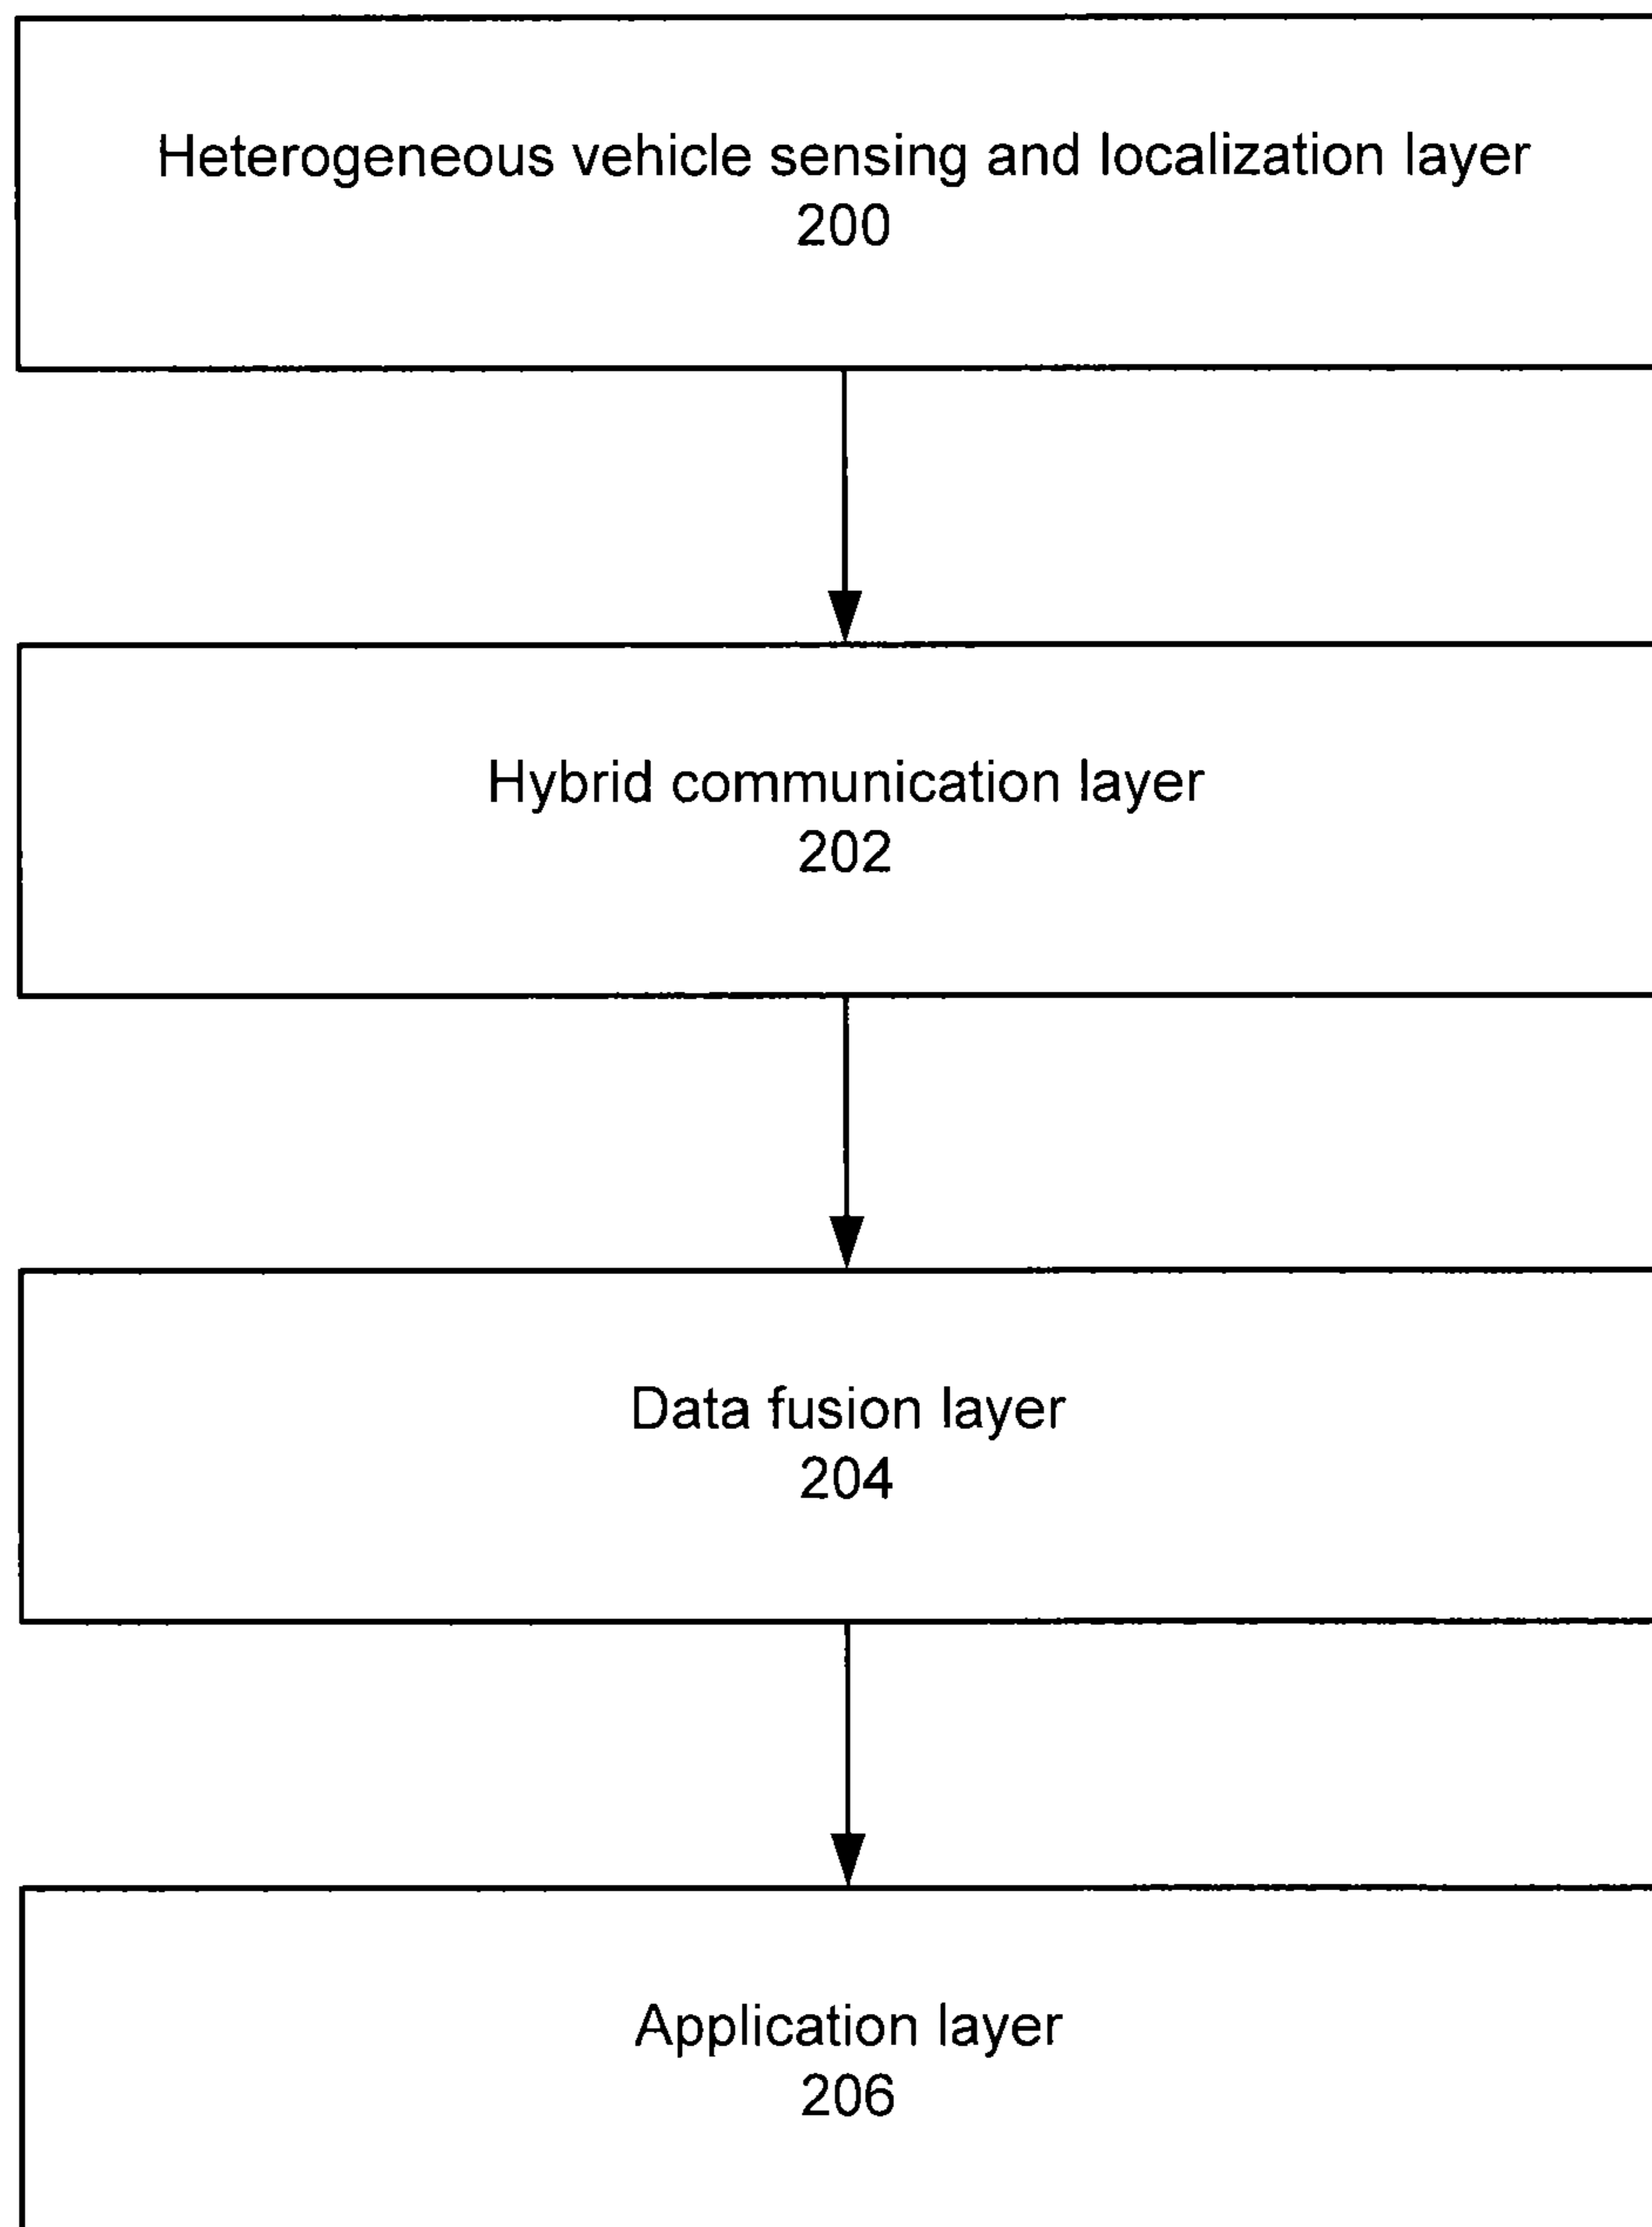 Heterogeneous vehicle sensing and localization layer
200
Hybrid communication layer
202
Data fusion layer
204
Application layer
206